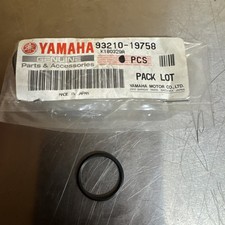 YAMAHA 93210-19758
GENUINE
Parts & Accessories
PCS
PACK LOT
MADE IN JAPAN
YAMAHA MOTOR CO., LTD.